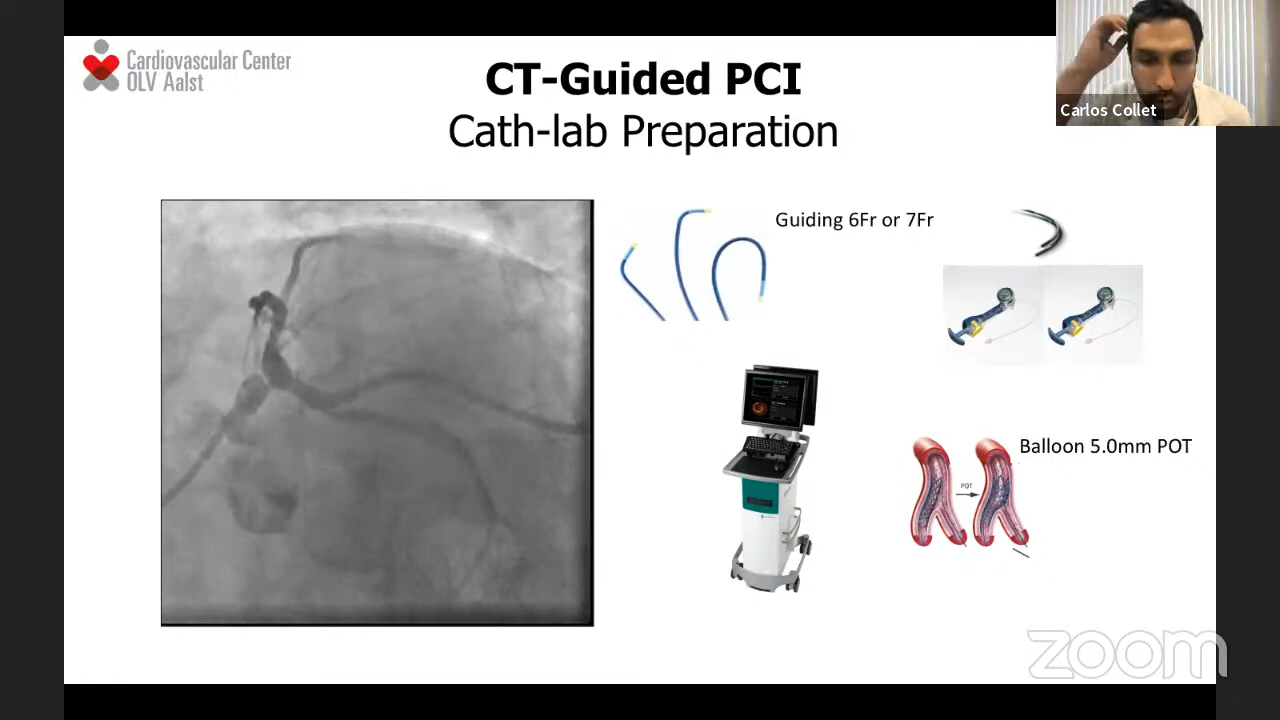 Cardiovascular Center
OLV Aalst
CT-Guided PCI
Cath-lab Preparation
Carlos Collet
Guiding 6Fr or 7Fr
Balloon 5.0mm POT
POT
zoom